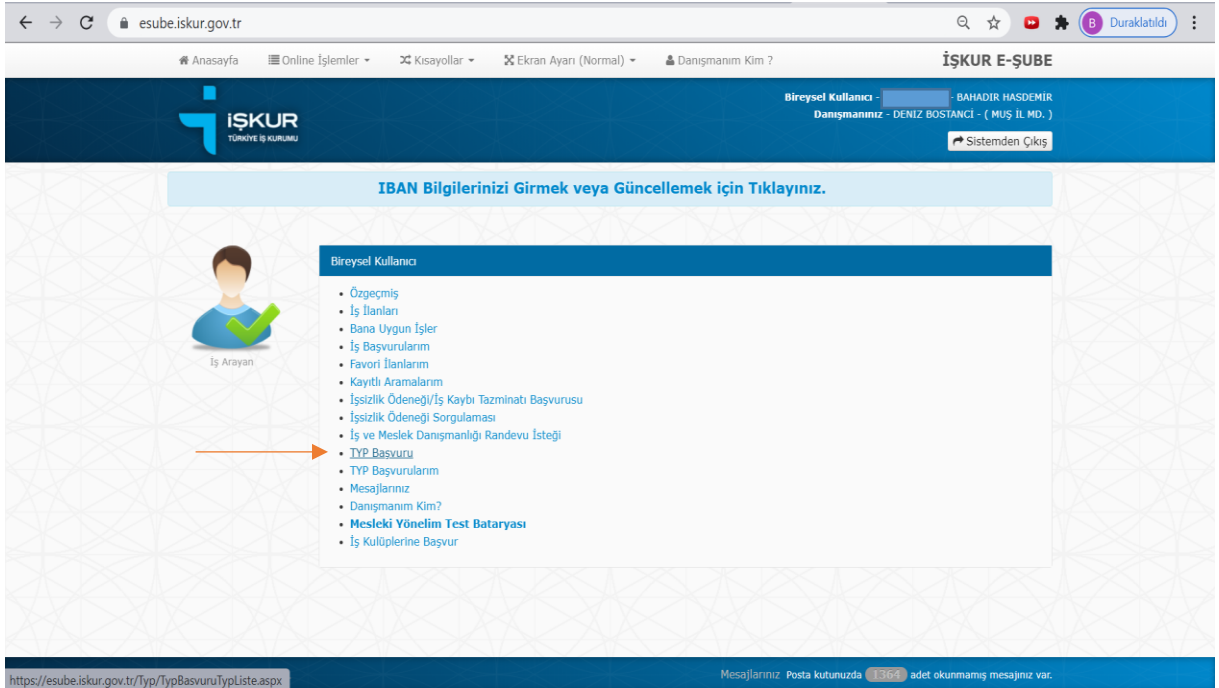 esube.iskur.gov.tr
B Duraklatıldı
Anasayfa Online İşlemler Kısayollar Ekran Ayarı (Normal) Danışmanım Kim ? İŞKUR E-ŞUBE
Bireysel Kullanıcı - - BAHADIR HASDEMİR
Danışmanınız - DENIZ BOSTANCİ - ( MUŞ İL MD. )
İŞKUR
TÜRKİYE İŞ KURUMU
Sistemden Çıkış
IBAN Bilgilerinizi Girmek veya Güncellemek için Tıklayınız.
Bireysel Kullanıcı
İş Arayan
• Özgeçmiş
• İş İlanları
• Bana Uygun İşler
• İş Başvurularım
• Favori İlanlarım
• Kayıtlı Aramalarım
• İşsizlik Ödeneği/İş Kaybı Tazminatı Başvurusu
• İşsizlik Ödeneği Sorgulaması
• İş ve Meslek Danışmanlığı Randevu İsteği
• TYP Başvuru
• TYP Başvurularım
• Mesajlarınız
• Danışmanım Kim?
• Mesleki Yönelim Test Bataryası
• İş Kulüplerine Başvur
Mesajlarınız Posta kutunuzda 1364 adet okunmamış mesajınız var.
https://esube.iskur.gov.tr/Typ/TypBasvuruTypListe.aspx